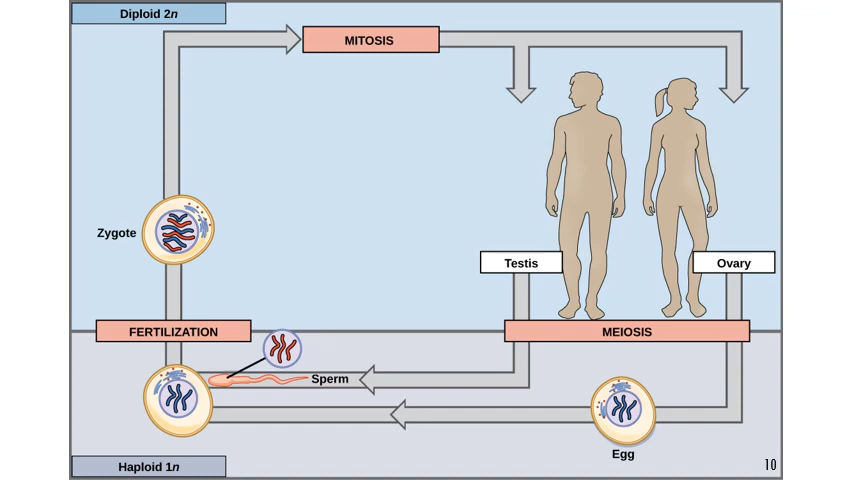 Diploid 2n
MITOSIS
Zygote
Testis
Ovary
FERTILIZATION
MEIOSIS
Sperm
Egg
Haploid 1n
10